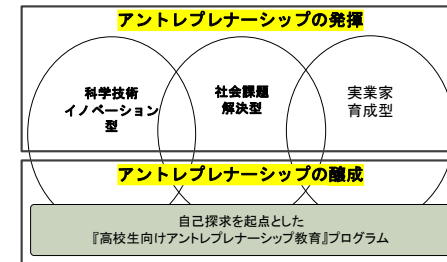 アントレプレナーシップの発揮
科学技術
イノベーション
型
社会課題
解決型
実業家
育成型
アントレプレナーシップの醸成
自己探求を起点とした
『高校生向けアントレプレナーシップ教育』プログラム